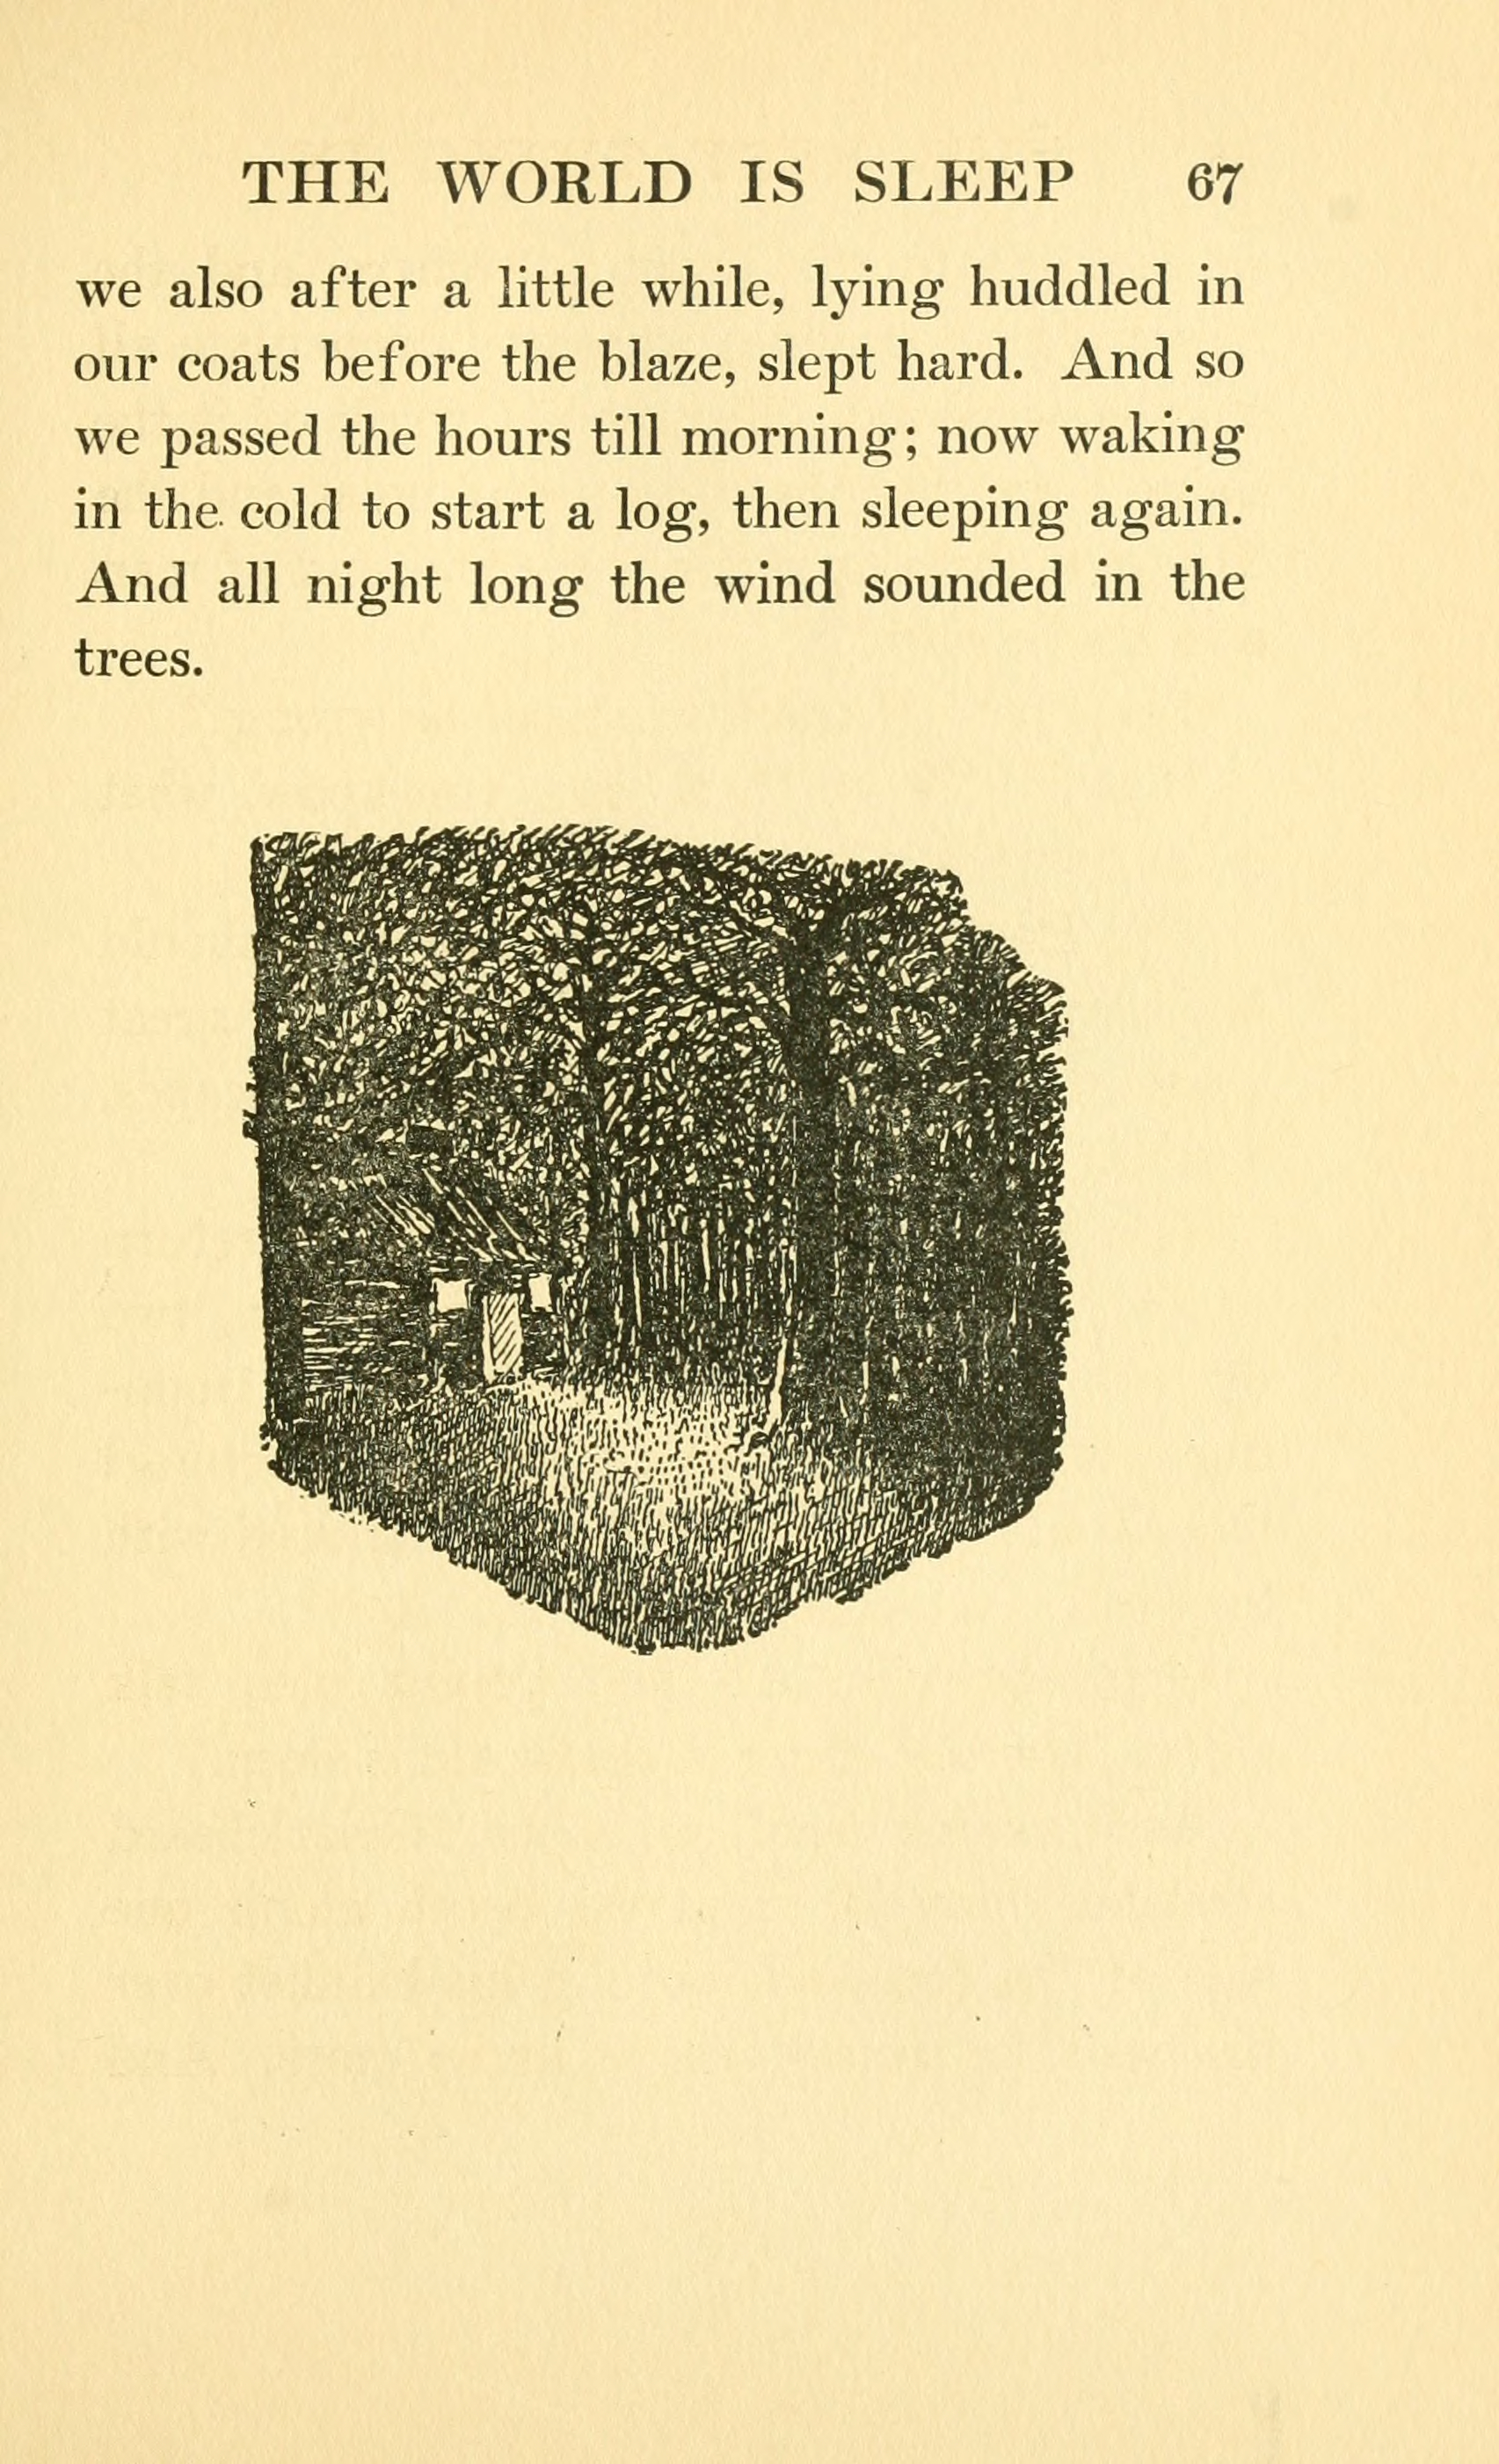 THE WORLD IS SLEEP 67
we also after a little while, lying huddled in
our coats before the blaze, slept hard. And so
we passed the hours till morning; now waking
in the. cold to start a log, then sleeping again.
And all night long the wind sounded in the
trees.